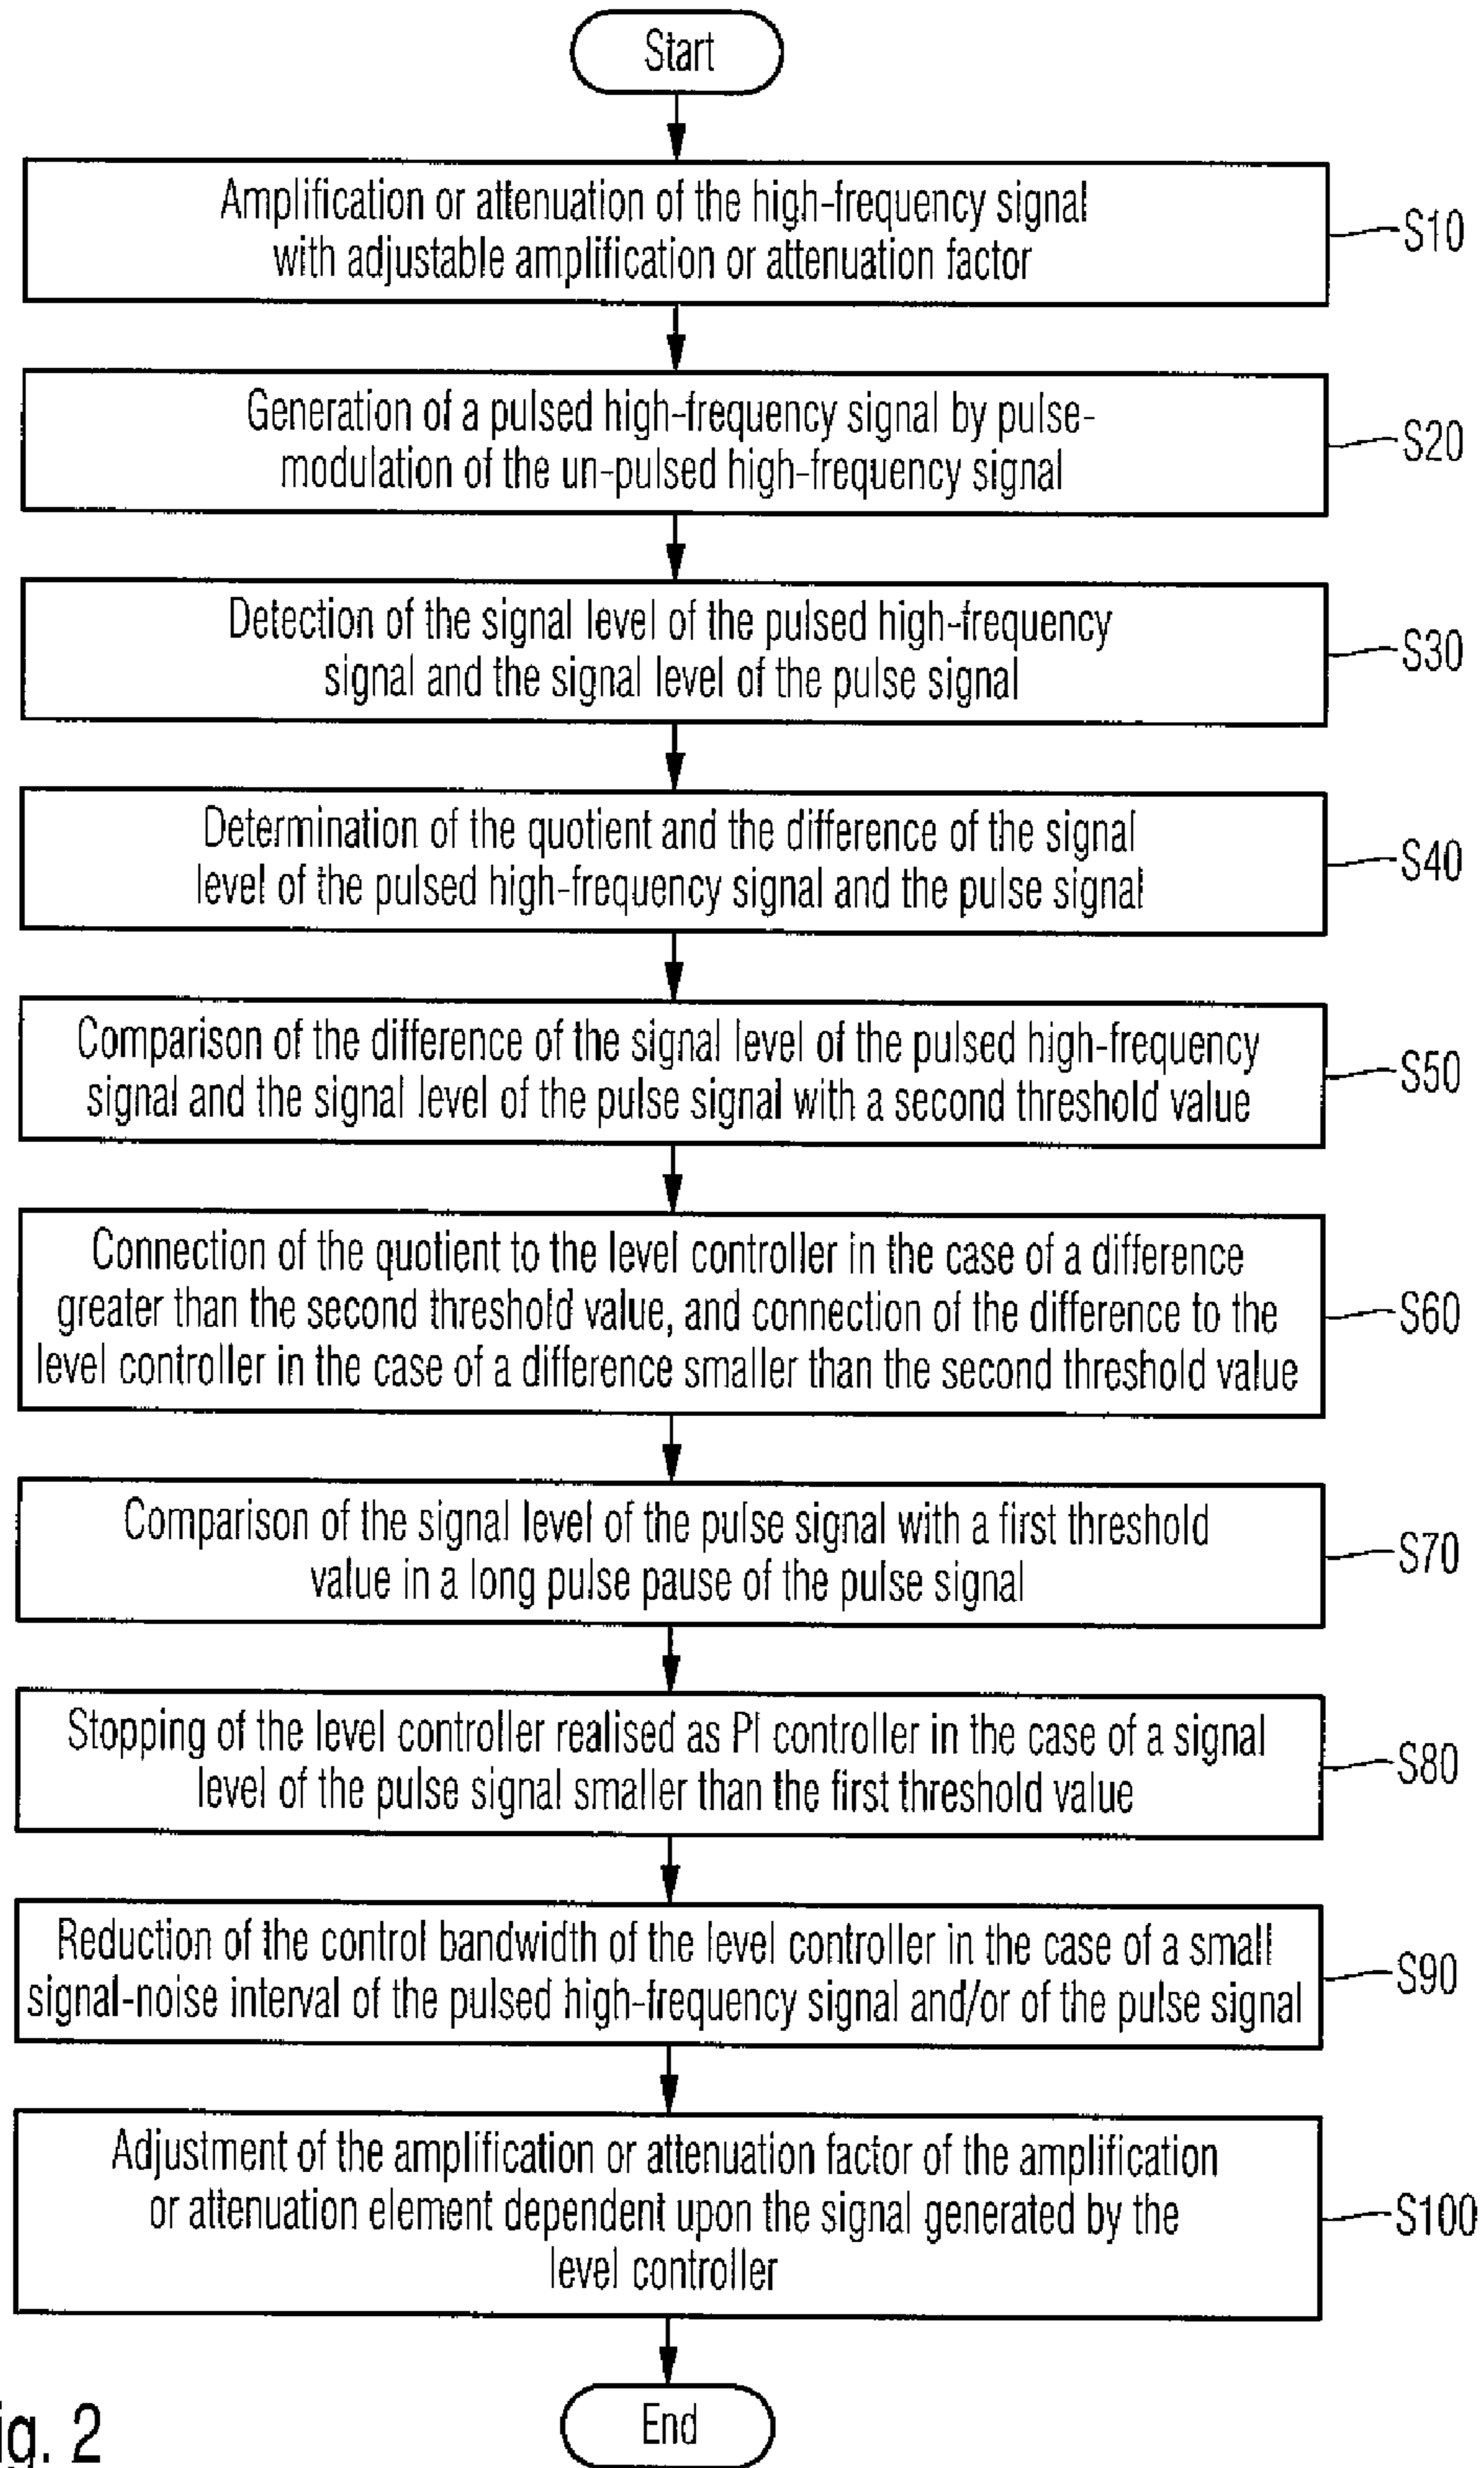 Start
Amplification or attenuation of the high-frequency signal
with adjustable amplification or attenuation factor
S10
Generation of a pulsed high-frequency signal by pulse-
modulation of the un-pulsed high-frequency signal
S20
Detection of the signal level of the pulsed high-frequency
signal and the signal level of the pulse signal
S30
Determination of the quotient and the difference of the signal
level of the pulsed high-frequency signal and the pulse signal
S40
Comparison of the difference of the signal level of the pulsed high-frequency
signal and the signal level of the pulse signal with a second threshold value
S50
Connection of the quotient to the level controller in the case of a difference
greater than the second threshold value, and connection of the difference to the
level controller in the case of a difference smaller than the second threshold value
S60
Comparison of the signal level of the pulse signal with a first threshold
value in a long pulse pause of the pulse signal
S70
Stopping of the level controller realised as PI controller in the case of a signal
level of the pulse signal smaller than the first threshold value
S80
Reduction of the control bandwidth of the level controller in the case of a small
signal-noise interval of the pulsed high-frequency signal and/or of the pulse signal
S90
Adjustment of the amplification or attenuation factor of the amplification
or attenuation element dependent upon the signal generated by the
level controller
S100
End
ig. 2